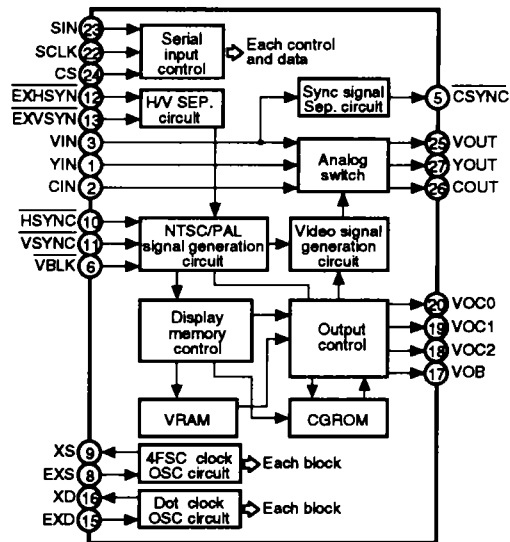 SIN 23
SCLK 22
CS 24
Serial
input
control
Each control
and data
EXHSYN 12
EXVSYN 13
H/V SEP.
circuit
Sync signal
Sep. circuit
5 CSYNC
VIN 3
YIN 1
CIN 2
Analog
switch
25 VOUT
27 YOUT
26 COUT
HSYNC 10
VSYNC 11
VBLK 6
NTSC/PAL
signal generation
circuit
Video signal
generation
circuit
Display
memory
control
Output
control
20 VOC0
19 VOC1
18 VOC2
17 VOB
VRAM
CGROM
XS 9
EXS 8
4FSC clock
OSC circuit
Each block
XD 16
EXD 15
Dot clock
OSC circuit
Each block